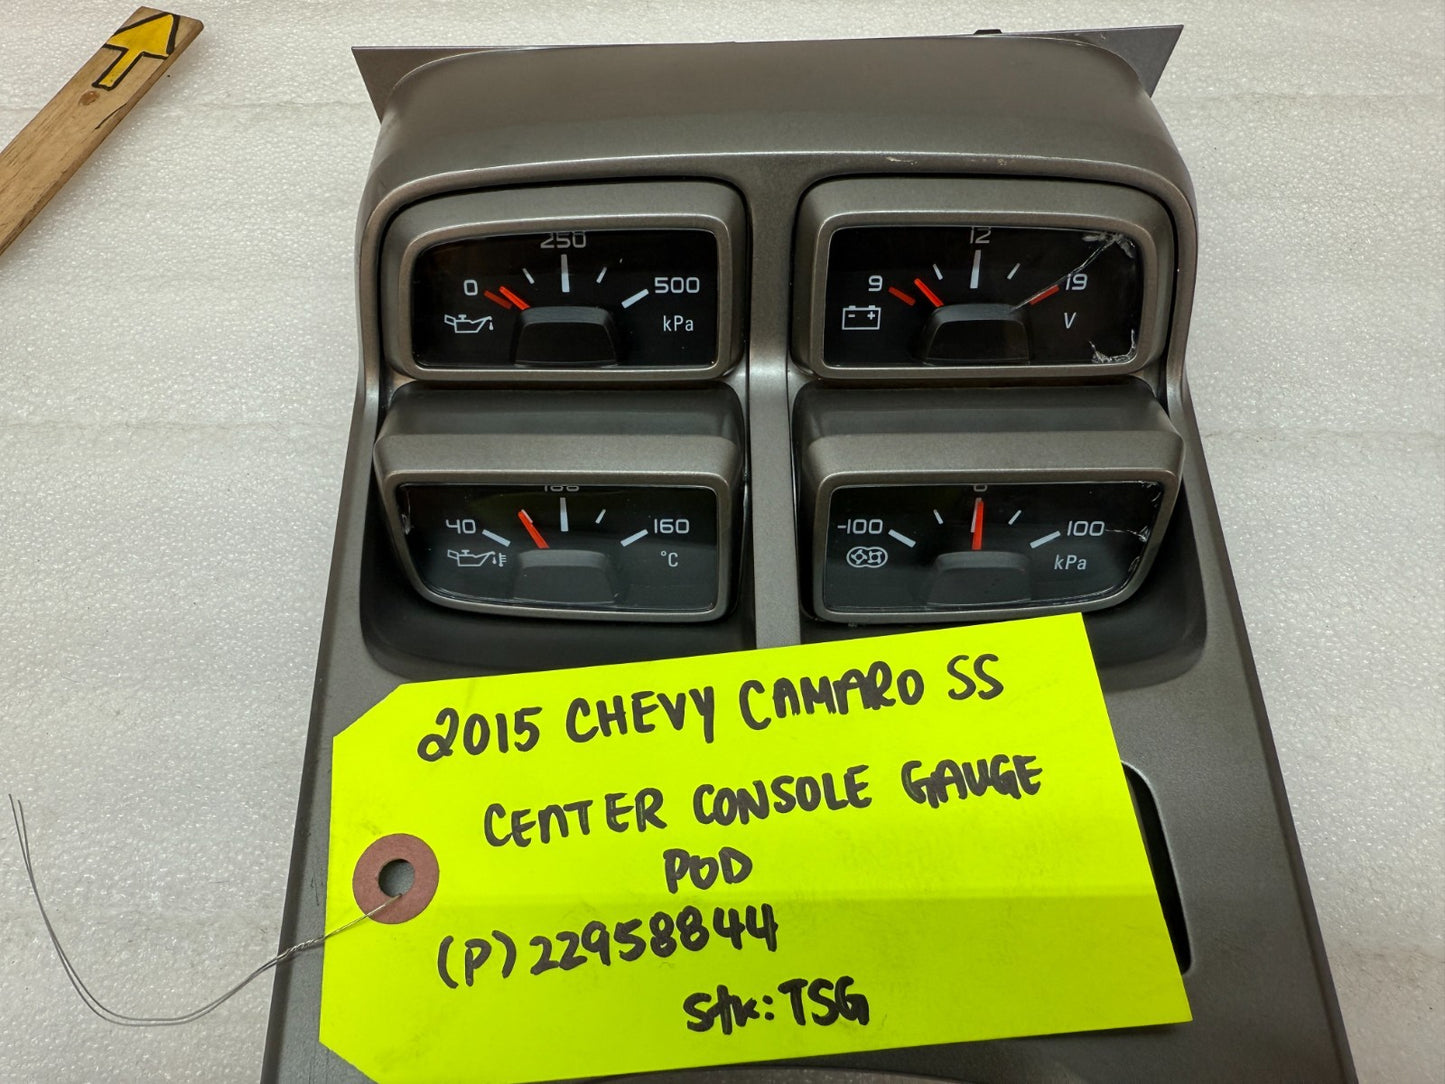 250
0
500
kPa
12
9
19
V
40
160
°C
0
-100
100
kPa
2015 CHEVY CAMARO SS
CENTER CONSOLE GAUGE
POD
(P) 22958844
S/K: TSG